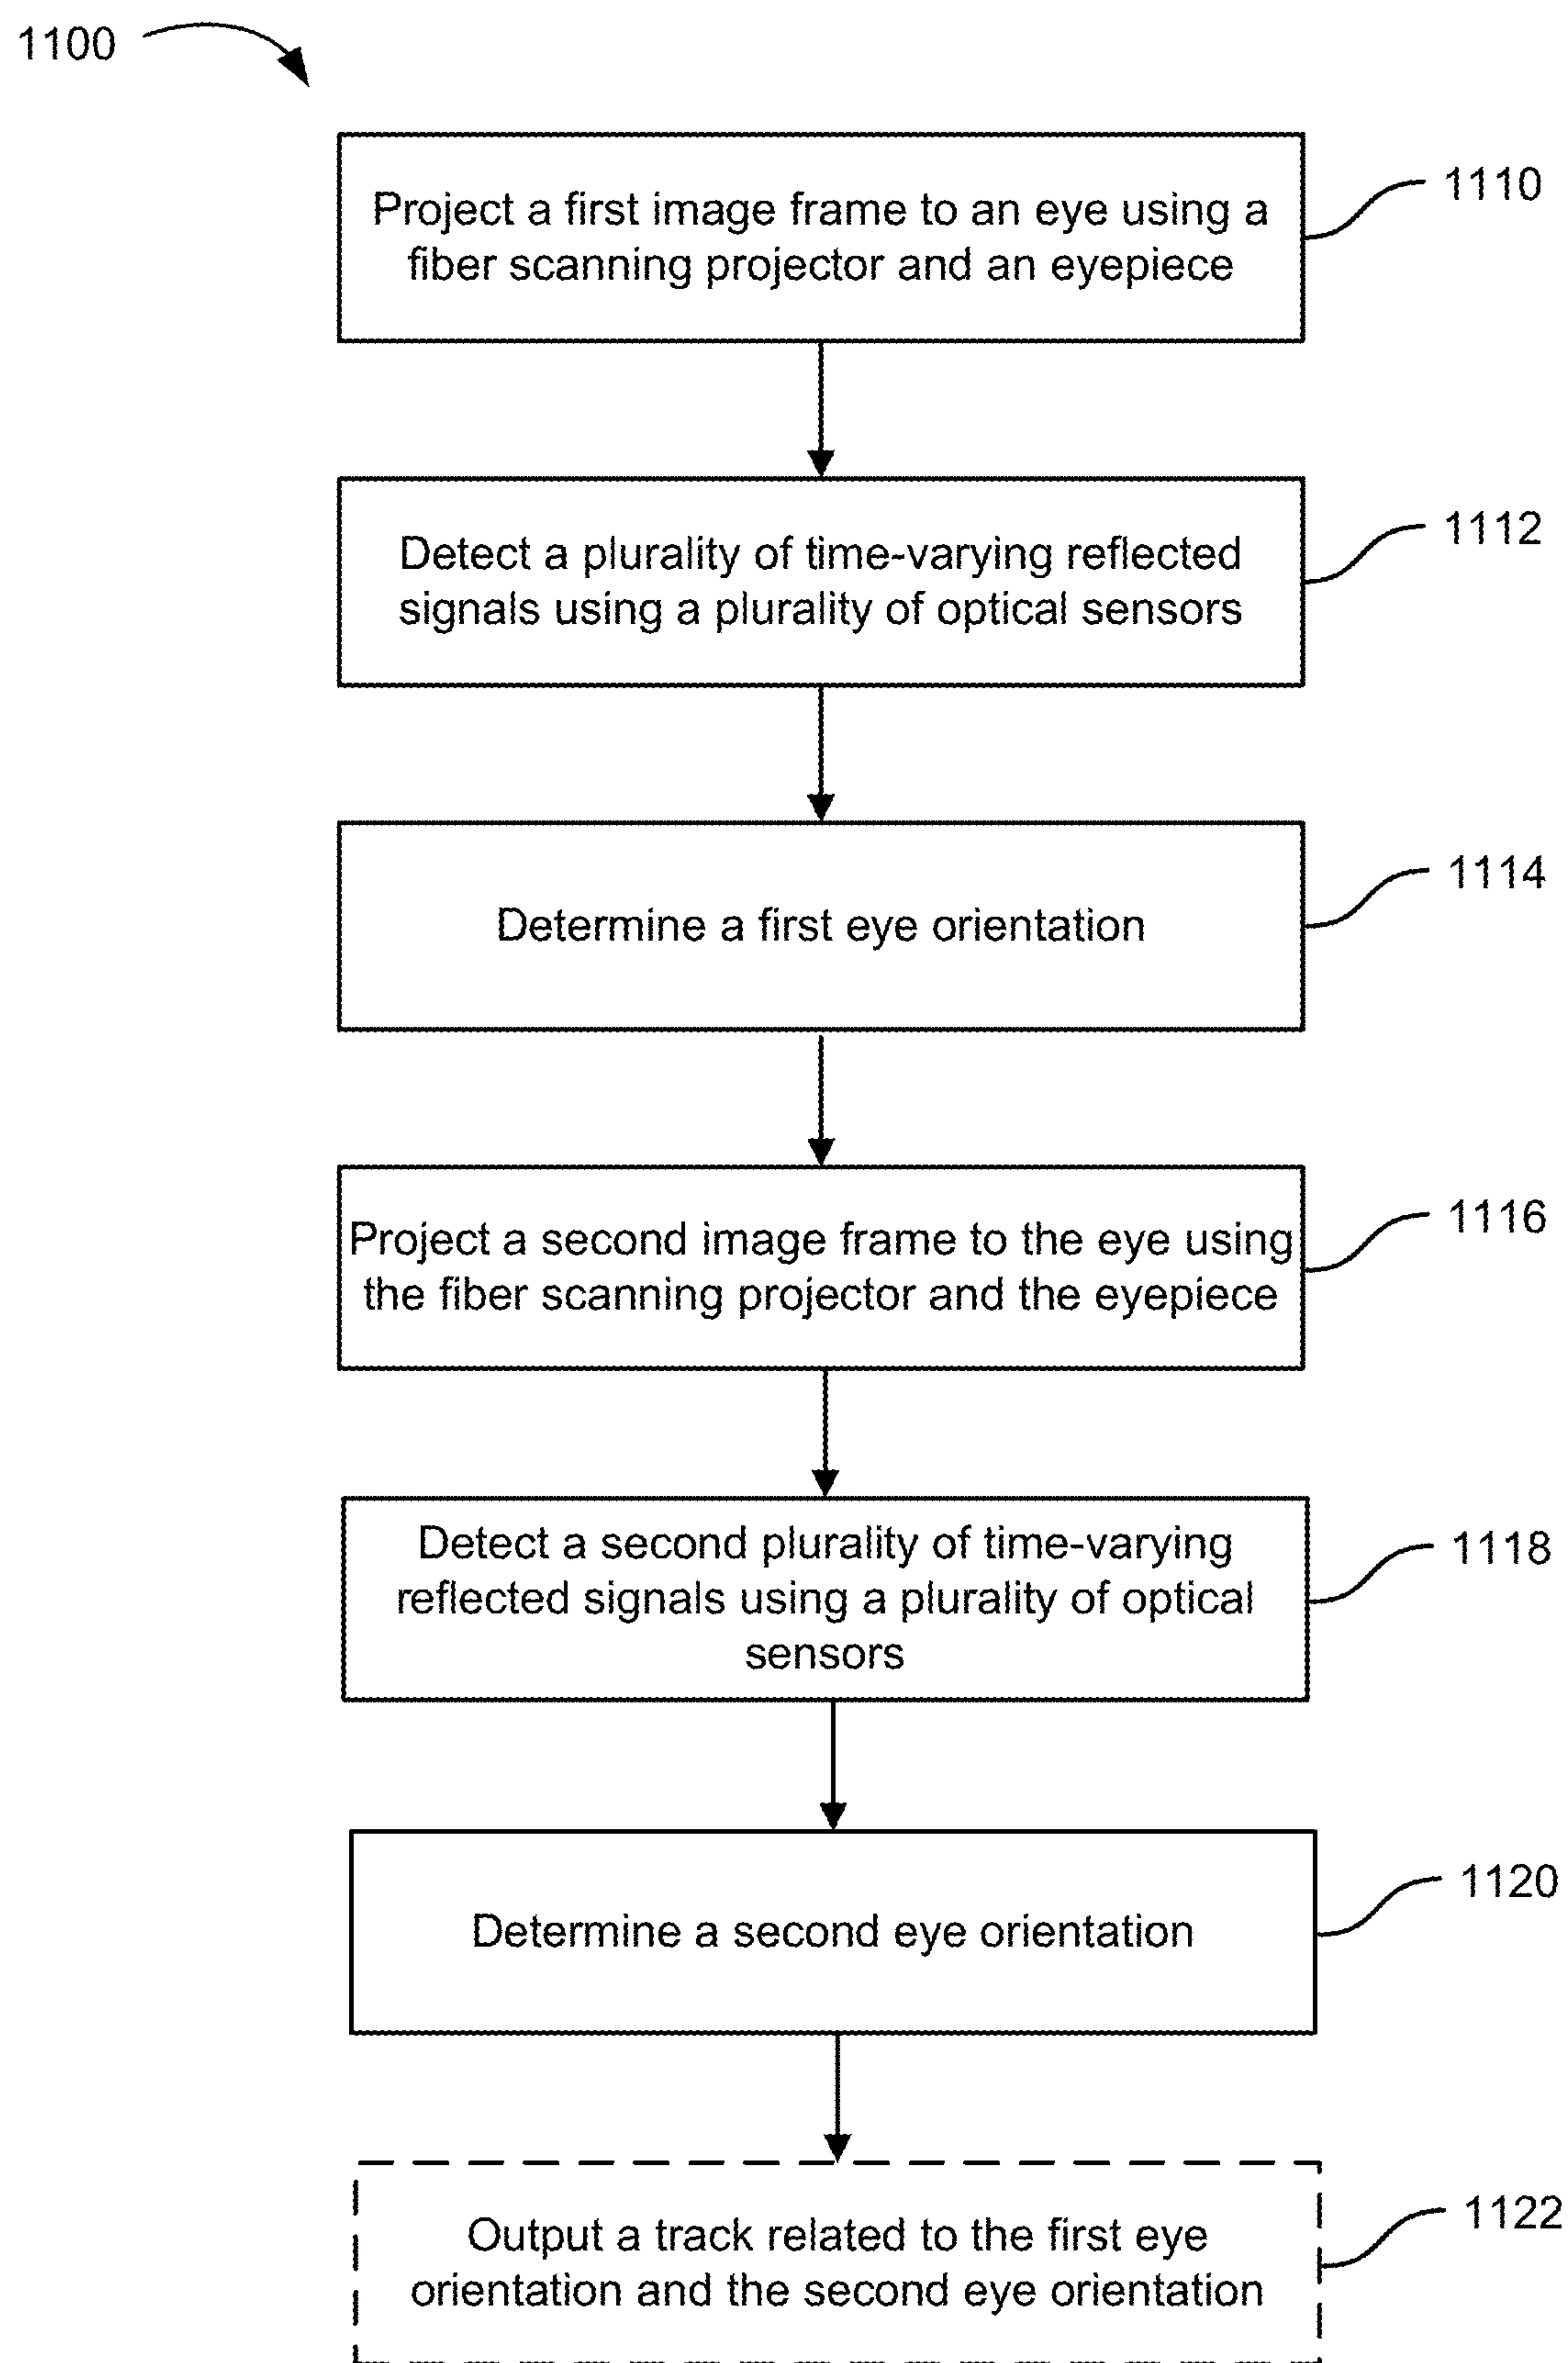 1100
Project a first image frame to an eye using a
fiber scanning projector and an eyepiece
1110
Detect a plurality of time-varying reflected
signals using a plurality of optical sensors
1112
Determine a first eye orientation
1114
Project a second image frame to the eye using
the fiber scanning projector and the eyepiece
1116
Detect a second plurality of time-varying
reflected signals using a plurality of optical
sensors
1118
Determine a second eye orientation
1120
Output a track related to the first eye
orientation and the second eye orientation
1122